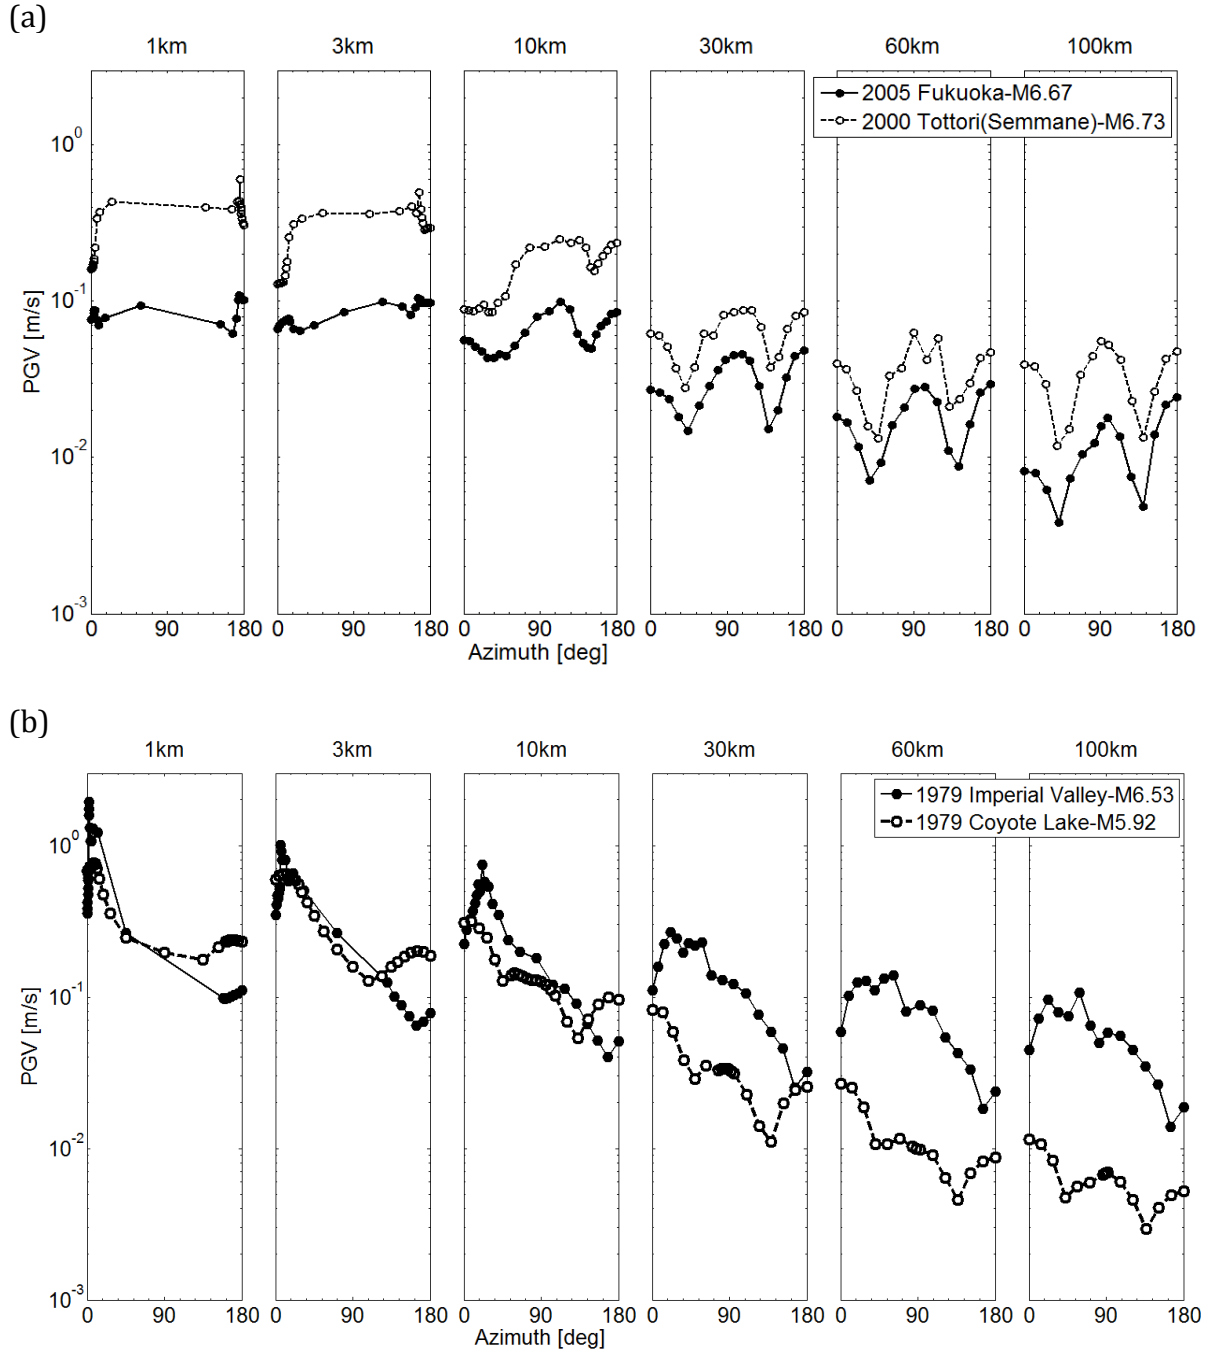 (a)
1km 3km 10km 30km 60km 100km
2005 Fukuoka-M6.67
2000 Tottori(Semmane)-M6.73
10^0
10^-1
10^-2
10^-3
PGV [m/s]
0 90 180 0 90 180 0 90 180 0 90 180 0 90 180 0 90 180
Azimuth [deg]
(b)
1km 3km 10km 30km 60km 100km
1979 Imperial Valley-M6.53
1979 Coyote Lake-M5.92
10^0
10^-1
10^-2
10^-3
PGV [m/s]
0 90 180 0 90 180 0 90 180 0 90 180 0 90 180 0 90 180
Azimuth [deg]